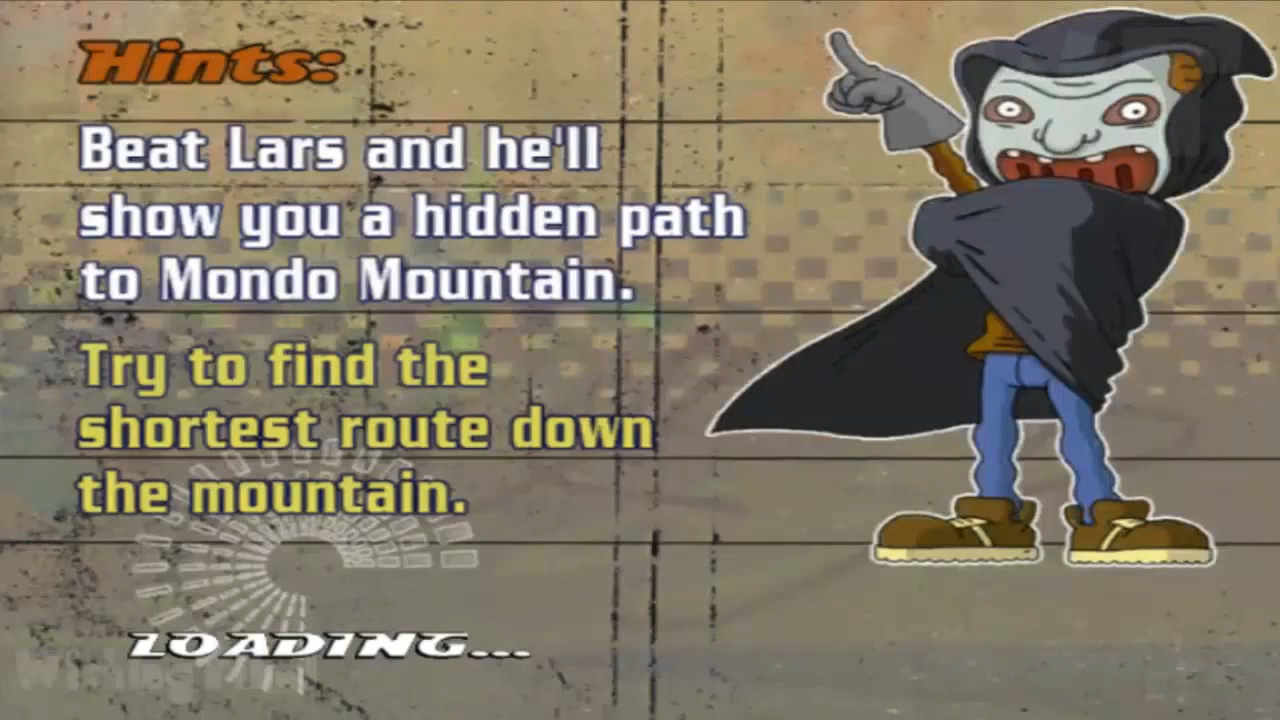 Hints:
Beat Lars and he'll
show you a hidden path
to Mondo Mountain.
Try to find the
shortest route down
the mountain.
LOADING...